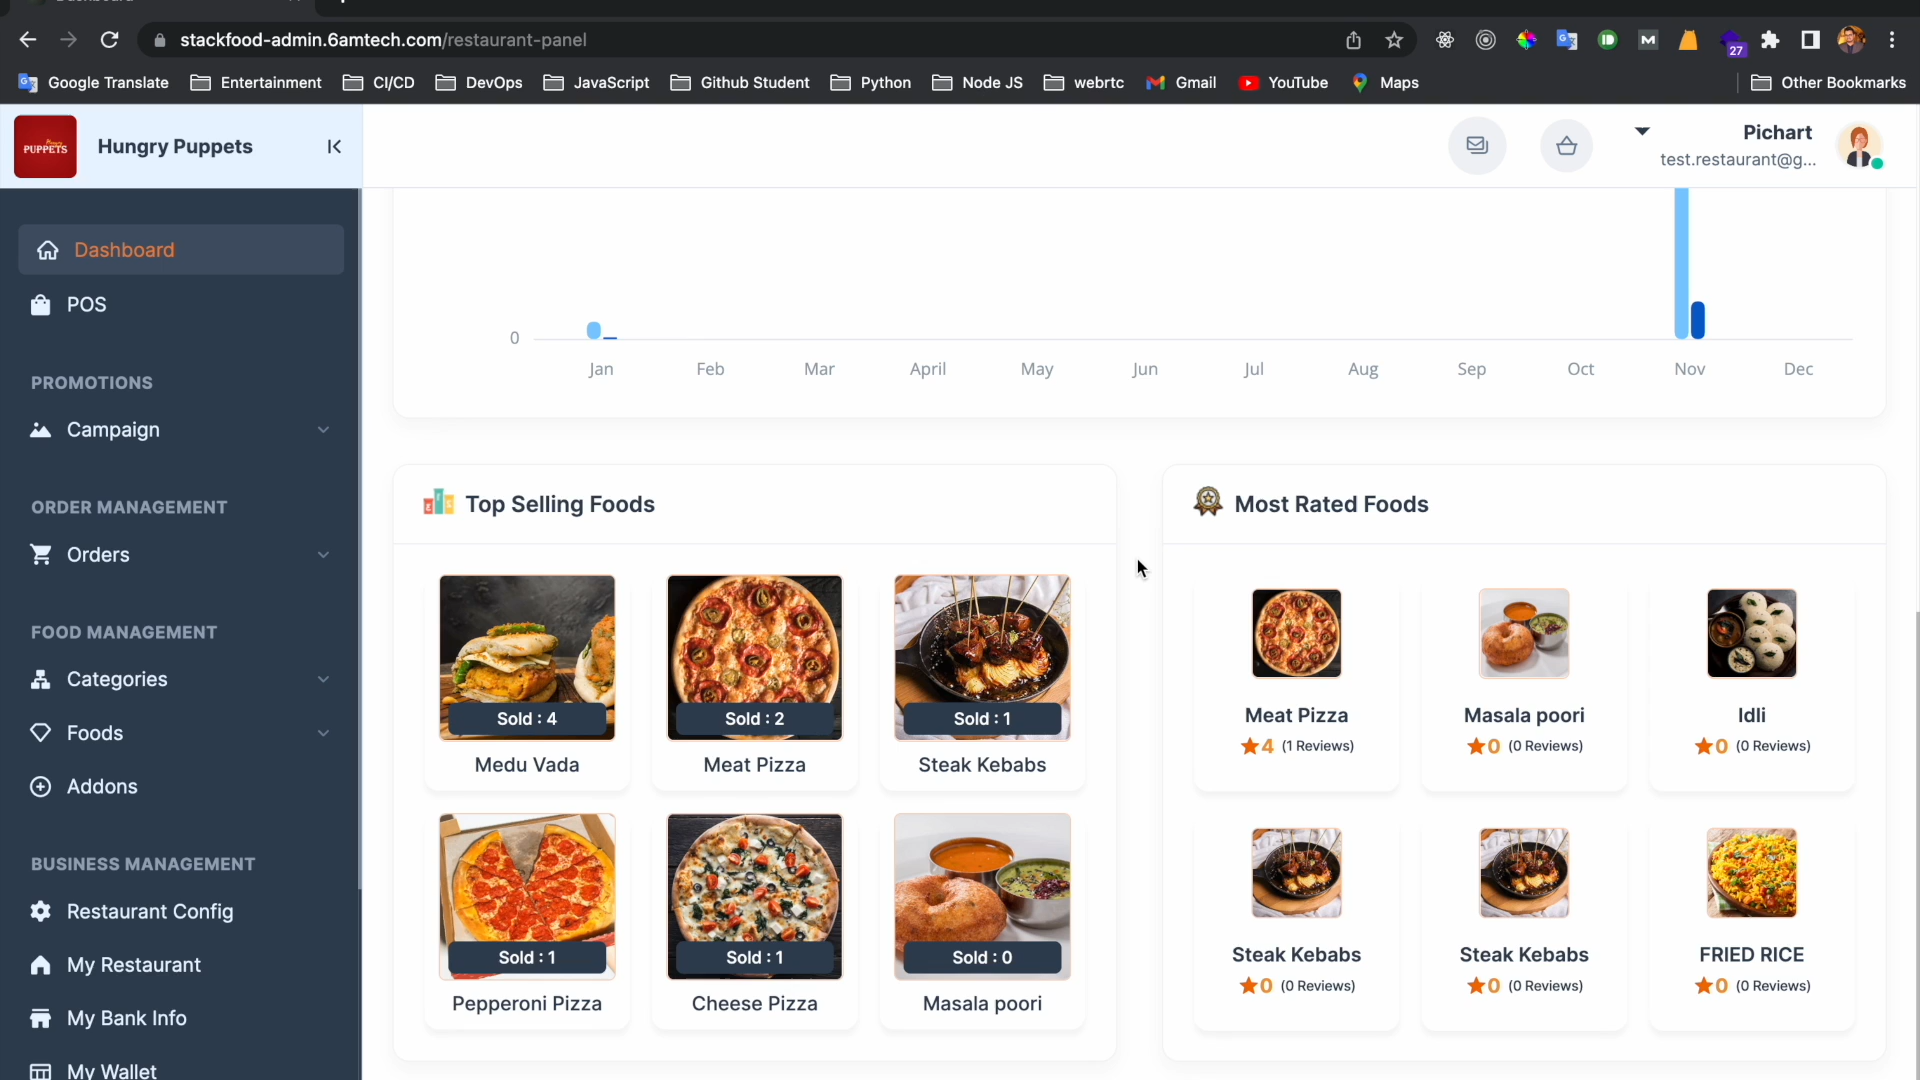 stackfood-admin.6amtech.com/restaurant-panel
27
Google Translate
Entertainment
CI/CD
DevOps
JavaScript
Github Student
Python
Node JS
webrtc
Gmail
YouTube
Maps
Other Bookmarks
PUPPETS
Hungry Puppets
Pichart
test.restaurant@g...
Dashboard
POS
PROMOTIONS
Campaign
ORDER MANAGEMENT
Orders
FOOD MANAGEMENT
Categories
Foods
Addons
BUSINESS MANAGEMENT
Restaurant Config
My Restaurant
My Bank Info
My Wallet
0
Jan
Feb
Mar
April
May
Jun
Jul
Aug
Sep
Oct
Nov
Dec
Top Selling Foods
Sold : 4
Medu Vada
Sold : 2
Meat Pizza
Sold : 1
Steak Kebabs
Sold : 1
Pepperoni Pizza
Sold : 1
Cheese Pizza
Sold : 0
Masala poori
Most Rated Foods
Meat Pizza
4 (1 Reviews)
Masala poori
0 (0 Reviews)
Idli
0 (0 Reviews)
Steak Kebabs
0 (0 Reviews)
Steak Kebabs
0 (0 Reviews)
FRIED RICE
0 (0 Reviews)